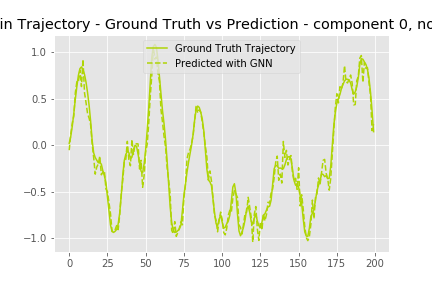 in Trajectory - Ground Truth vs Prediction - component 0, no
Ground Truth Trajectory
Predicted with GNN
1.0
0.5
0.0
−0.5
−1.0
0 25 50 75 100 125 150 175 200